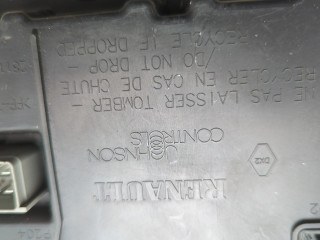 NE PAS LAISSER TOMBER -
RECYCLER EN CAS DE CHUTE
/DO NOT DROP -
RECYCLE IF DROPPED
JOHNSON
CONTROLS
RENAULT